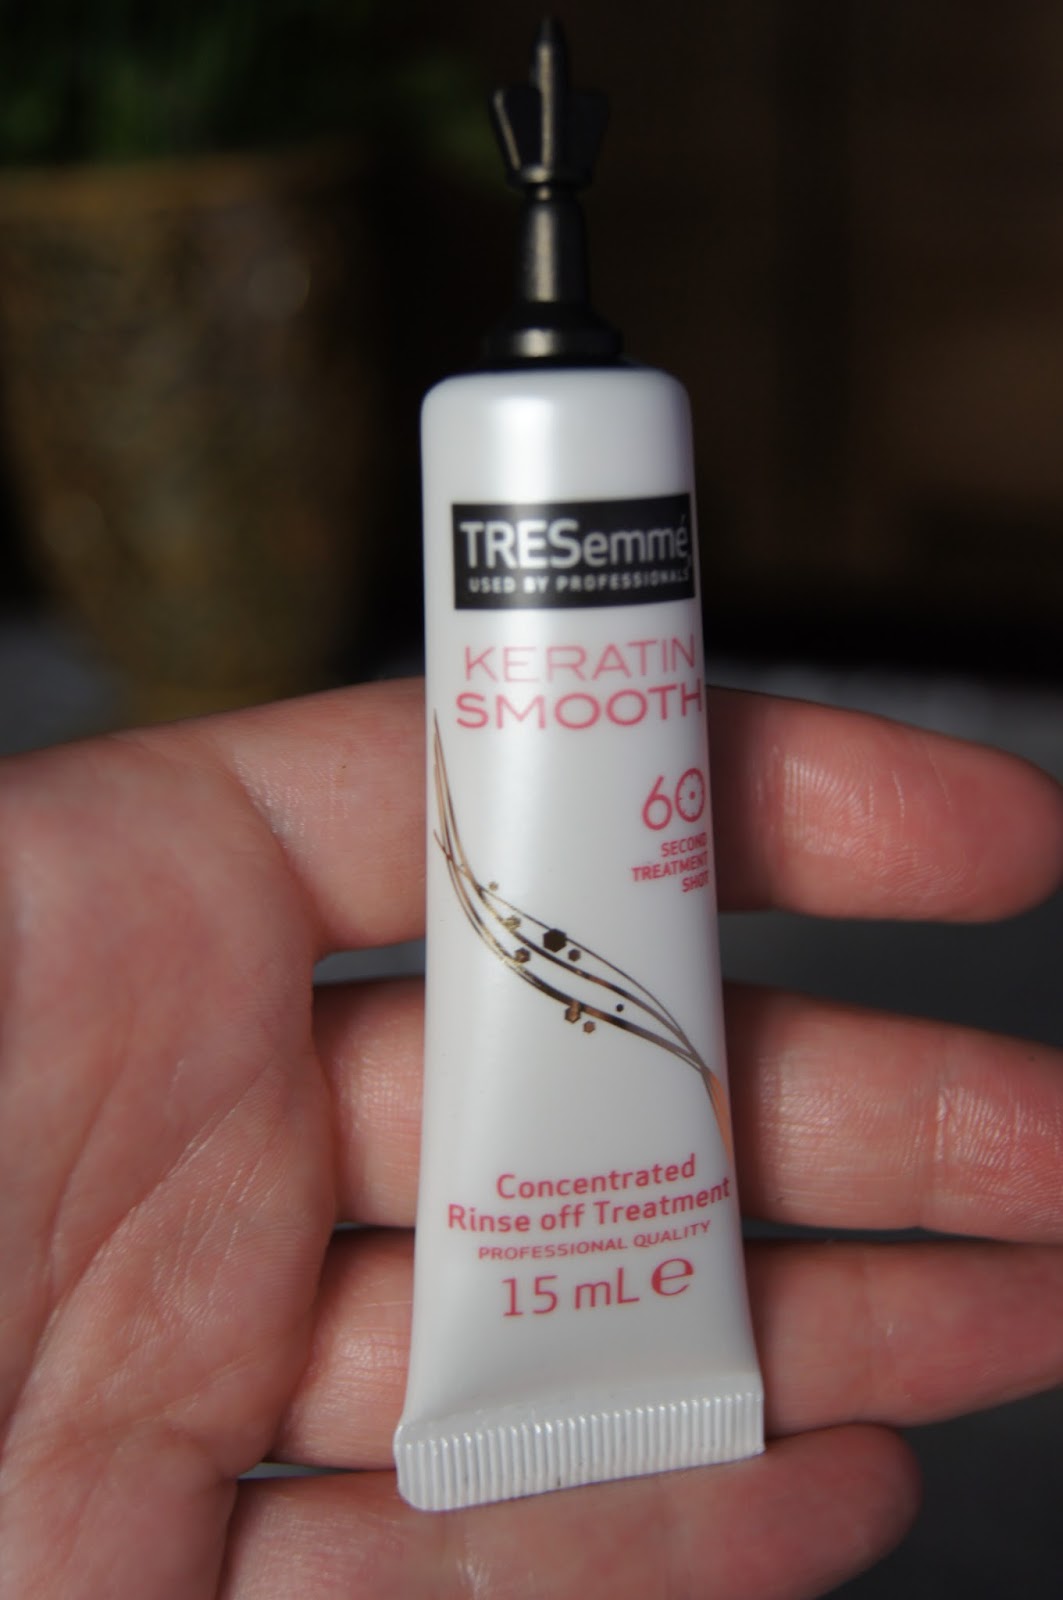 TRESemmé
USED BY PROFESSIONALS
KERATIN
SMOOTH
60
SECOND
TREATMENT
SHOT
Concentrated
Rinse off Treatment
PROFESSIONAL QUALITY
15 mL ℮